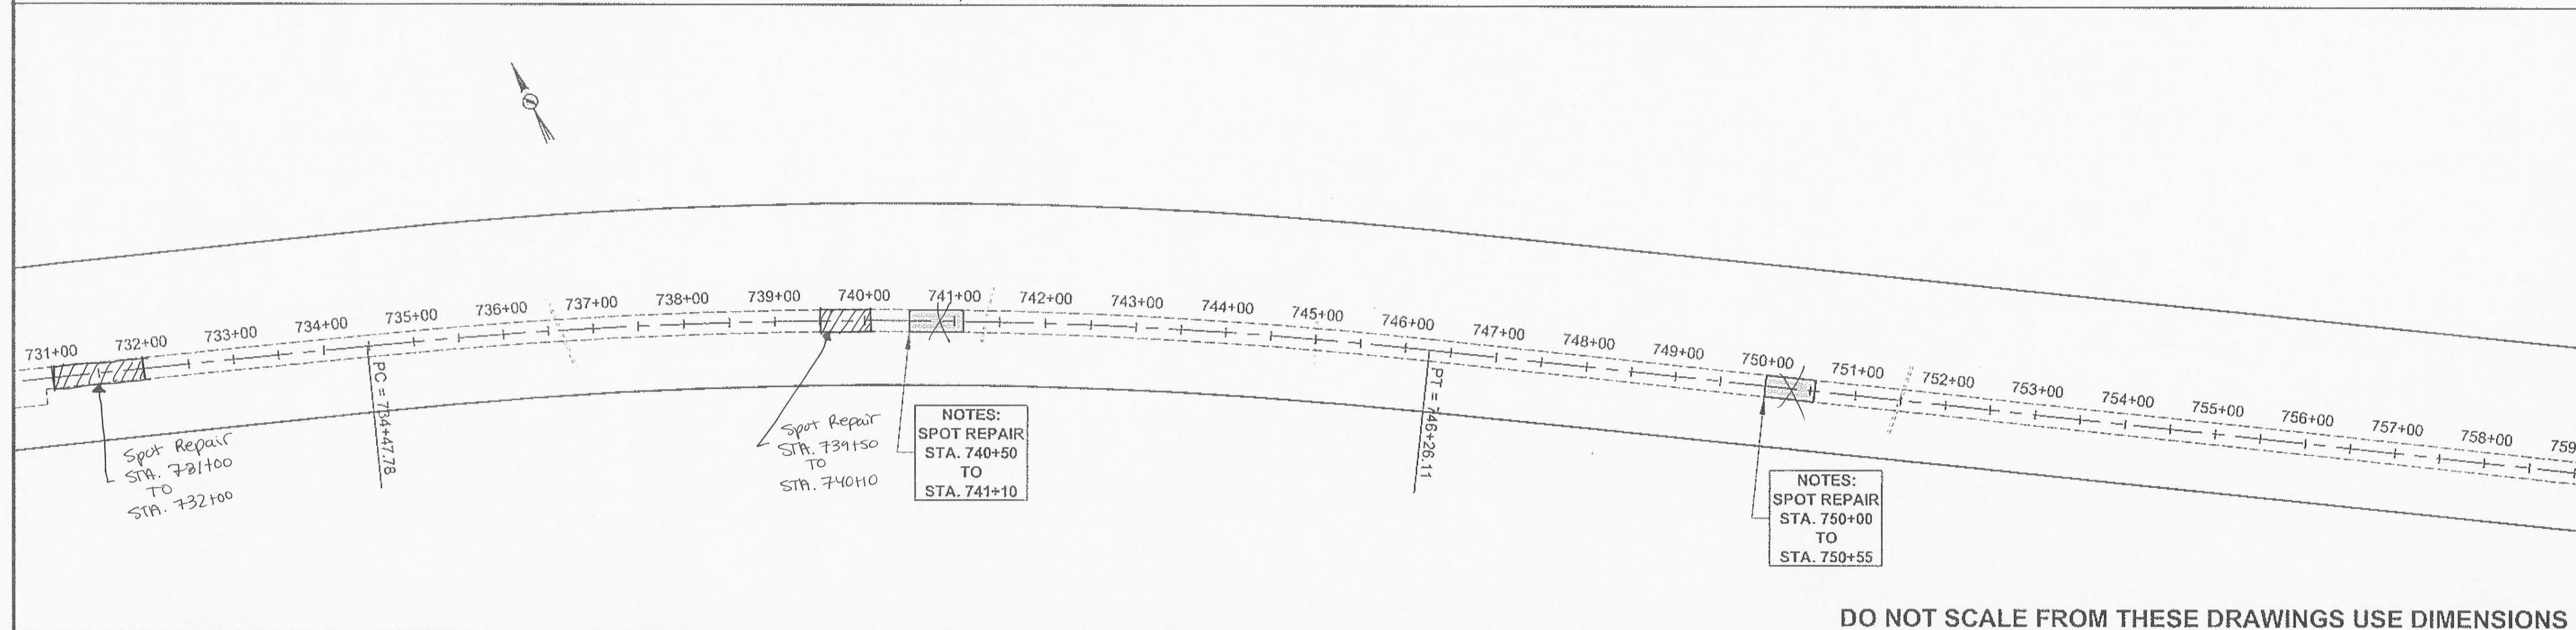 731+00
732+00
733+00
734+00
735+00
736+00
737+00
738+00
739+00
740+00
741+00
742+00
743+00
744+00
745+00
746+00
747+00
748+00
749+00
750+00
751+00
752+00
753+00
754+00
755+00
756+00
757+00
758+00
759
PC = 734+47.78
PT = 746+26.11
Spot Repair
STA. 731+00
TO
STA. 732+00
Spot Repair
STA. 739+50
TO
STA. 740+10
NOTES:
SPOT REPAIR
STA. 740+50
TO
STA. 741+10
NOTES:
SPOT REPAIR
STA. 750+00
TO
STA. 750+55
DO NOT SCALE FROM THESE DRAWINGS USE DIMENSIONS